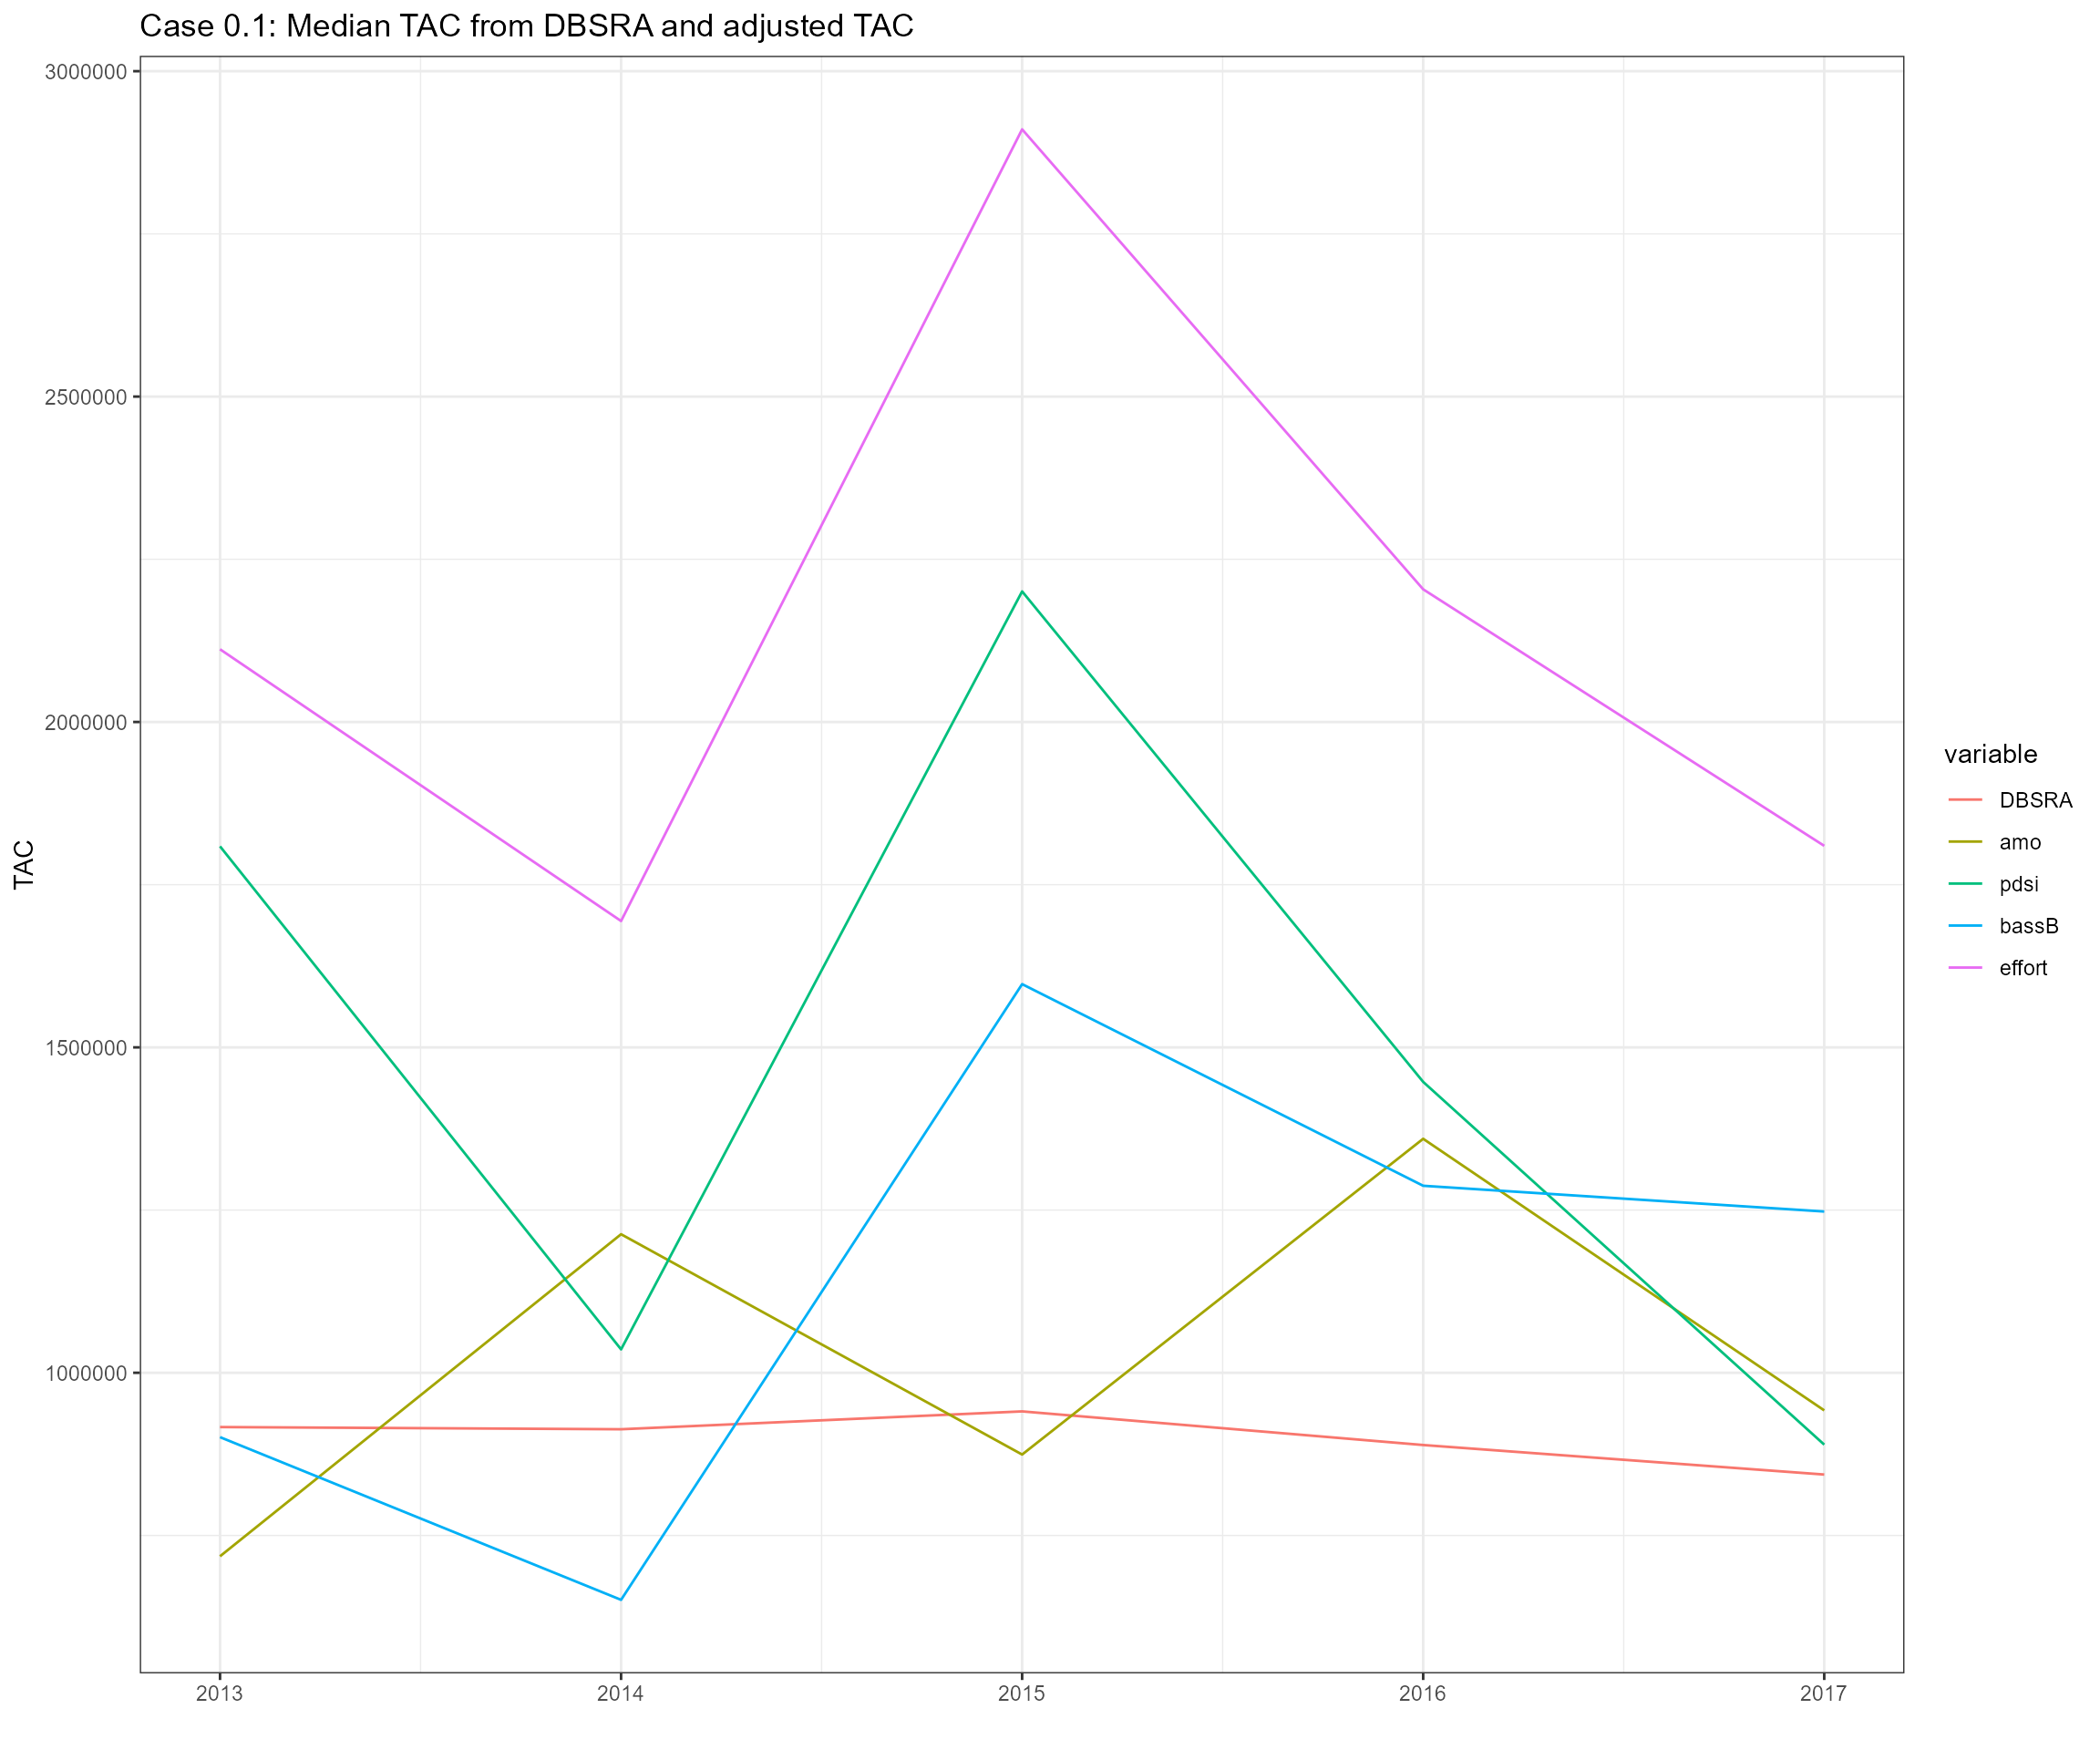 Case 0.1: Median TAC from DBSRA and adjusted TAC
3000000
2500000
2000000
1500000
1000000
TAC
2013 2014 2015 2016 2017
variable
DBSRA
amo
pdsi
bassB
effort